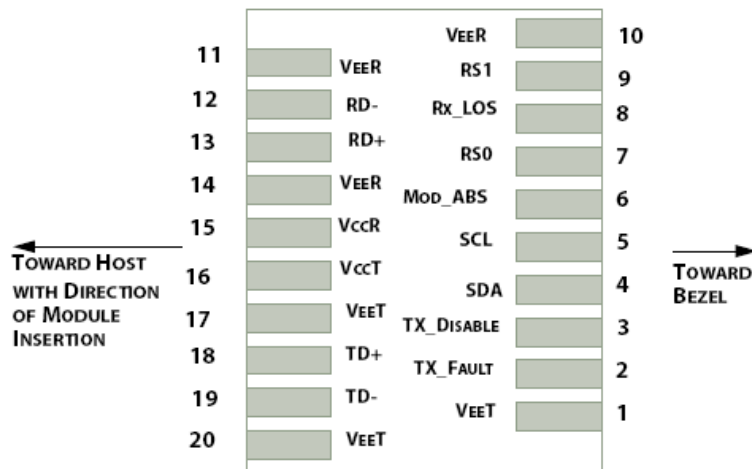 VEER 10
11 VEER
RS1 9
12 RD-
Rx_LOS 8
13 RD+
RS0 7
14 VEER
MOD_ABS 6
15 VCCR
SCL 5
TOWARD HOST
WITH DIRECTION
OF MODULE
INSERTION
16 VCCT
SDA 4
TOWARD
BEZEL
17 VEET
TX_DISABLE 3
18 TD+
TX_FAULT 2
19 TD-
VEET 1
20 VEET